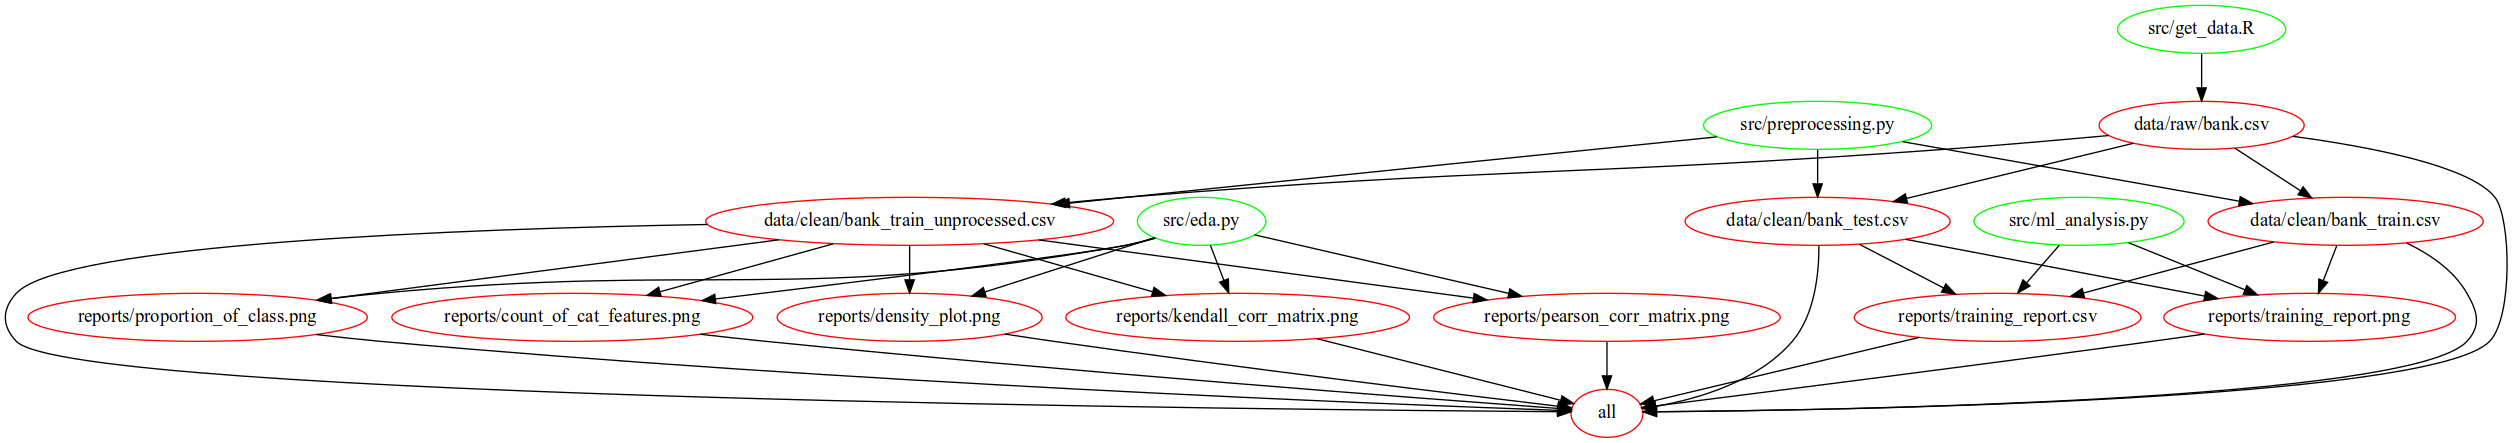 src/get_data.R
src/preprocessing.py
data/raw/bank.csv
data/clean/bank_train_unprocessed.csv
src/eda.py
data/clean/bank_test.csv
src/ml_analysis.py
data/clean/bank_train.csv
reports/proportion_of_class.png
reports/count_of_cat_features.png
reports/density_plot.png
reports/kendall_corr_matrix.png
reports/pearson_corr_matrix.png
reports/training_report.csv
reports/training_report.png
all